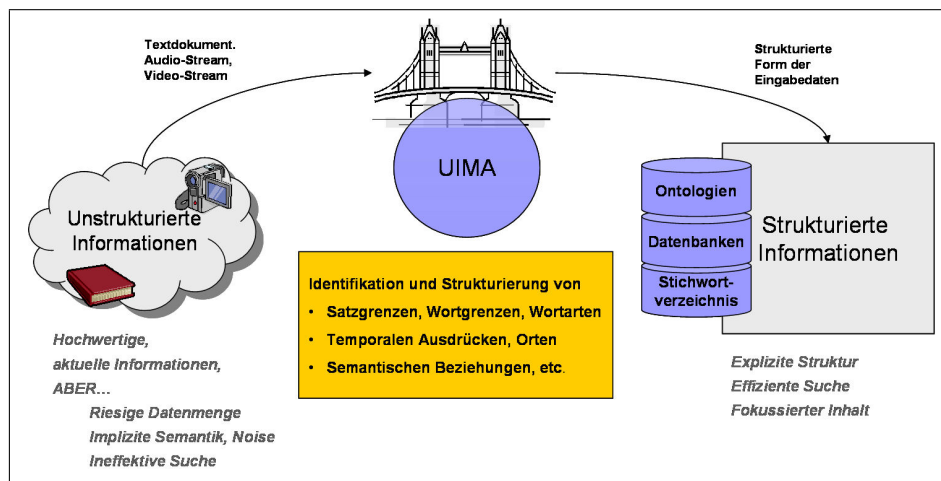 Textdokument.
Audio-Stream,
Video-Stream
Strukturierte
Form der
Eingabedaten
UIMA
Unstrukturierte
Informationen
Ontologien
Datenbanken
Stichwort-
verzeichnis
Strukturierte
Informationen
Identifikation und Strukturierung von
• Satzgrenzen, Wortgrenzen, Wortarten
• Temporalen Ausdrücken, Orten
• Semantischen Beziehungen, etc.
Hochwertige,
aktuelle Informationen,
ABER…
Riesige Datenmenge
Implizite Semantik, Noise
Ineffektive Suche
Explizite Struktur
Effiziente Suche
Fokussierter Inhalt